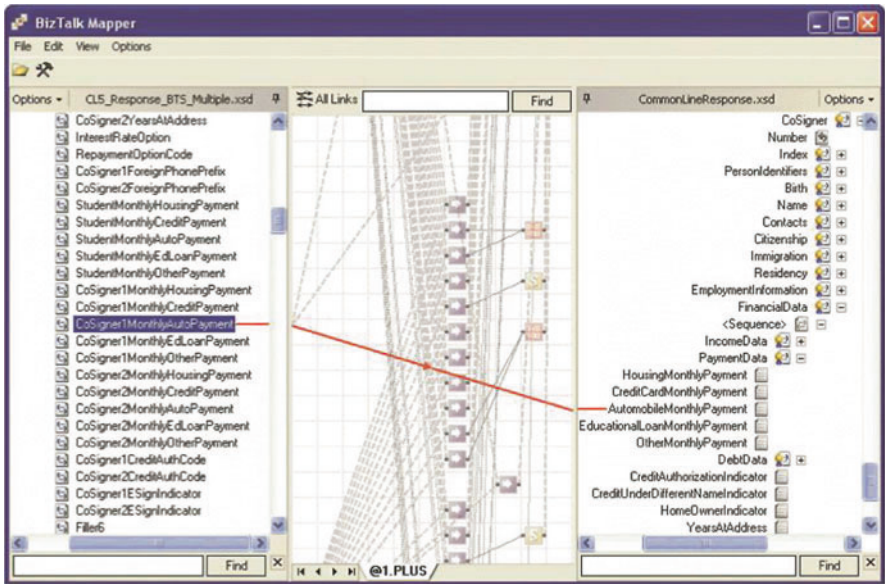 BizTalk Mapper
File Edit View Options
Options CL5_Response_BTS_Multiple.xsd
All Links Find
CommonLineResponse.xsd Options
CoSigner2YearsAtAddress
InterestRateOption
RepaymentOptionCode
CoSigner1ForeignPhonePrefix
CoSigner2ForeignPhonePrefix
StudentMonthlyHousingPayment
StudentMonthlyCreditPayment
StudentMonthlyAutoPayment
StudentMonthlyEdLoanPayment
StudentMonthlyOtherPayment
CoSigner1MonthlyHousingPayment
CoSigner1MonthlyCreditPayment
CoSigner1MonthlyAutoPayment
CoSigner1MonthlyEdLoanPayment
CoSigner1MonthlyOtherPayment
CoSigner2MonthlyHousingPayment
CoSigner2MonthlyCreditPayment
CoSigner2MonthlyAutoPayment
CoSigner2MonthlyEdLoanPayment
CoSigner2MonthlyOtherPayment
CoSigner1CreditAuthCode
CoSigner2CreditAuthCode
CoSigner1ESignIndicator
CoSigner2ESignIndicator
Filler6
Find
@1.PLUS
CoSigner
Number
Index
PersonIdentifiers
Birth
Name
Contacts
Citizenship
Immigration
Residency
EmploymentInformation
FinancialData
<Sequence>
IncomeData
PaymentData
HousingMonthlyPayment
CreditCardMonthlyPayment
AutomobileMonthlyPayment
EducationalLoanMonthlyPayment
OtherMonthlyPayment
DebtData
CreditAuthorizationIndicator
CreditUnderDifferentNameIndicator
HomeOwnerIndicator
YearsAtAddress
Find